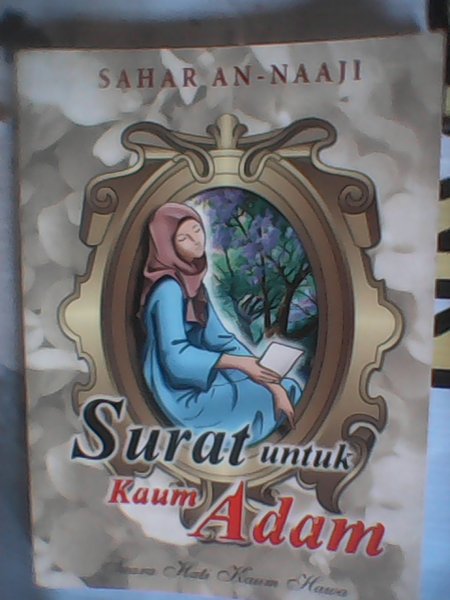 SAHAR AN-NAAJI
Surat untuk
Kaum Adam
Suara Hati Kaum Hawa